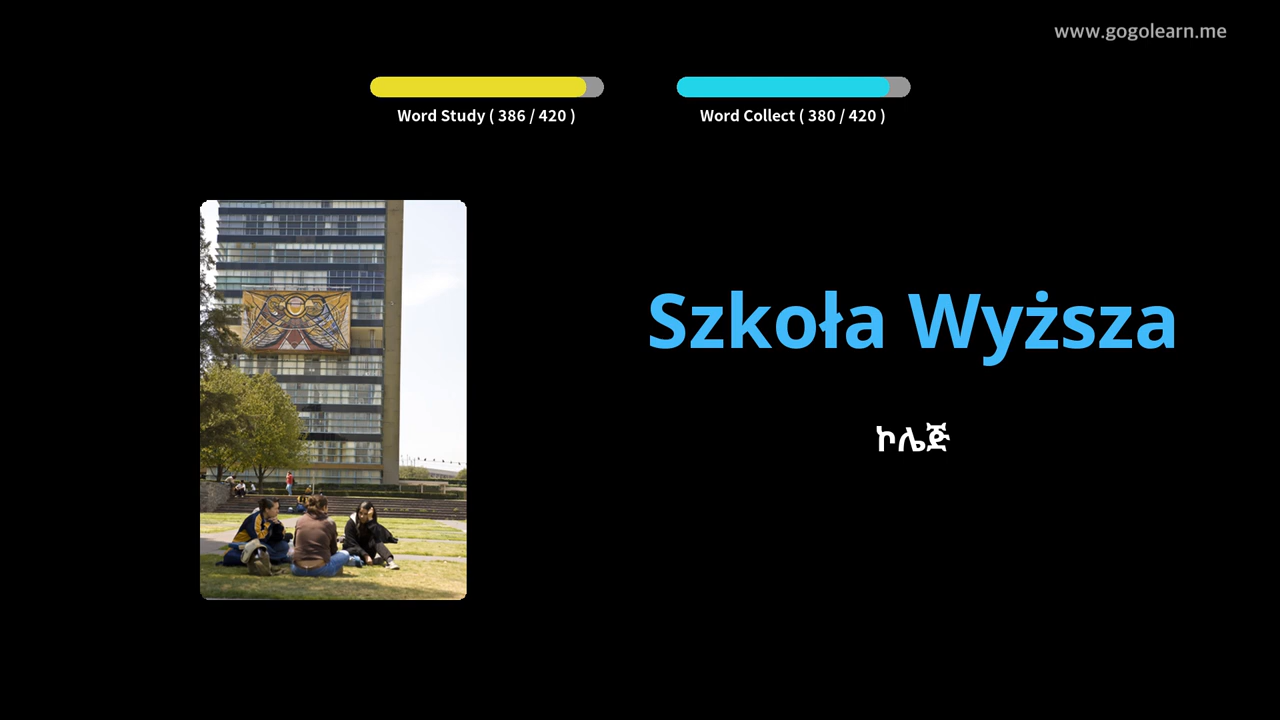 www.gogolearn.me
Word Study ( 386 / 420 )
Word Collect ( 380 / 420 )
Szkoła Wyższa
ኮሌጅ